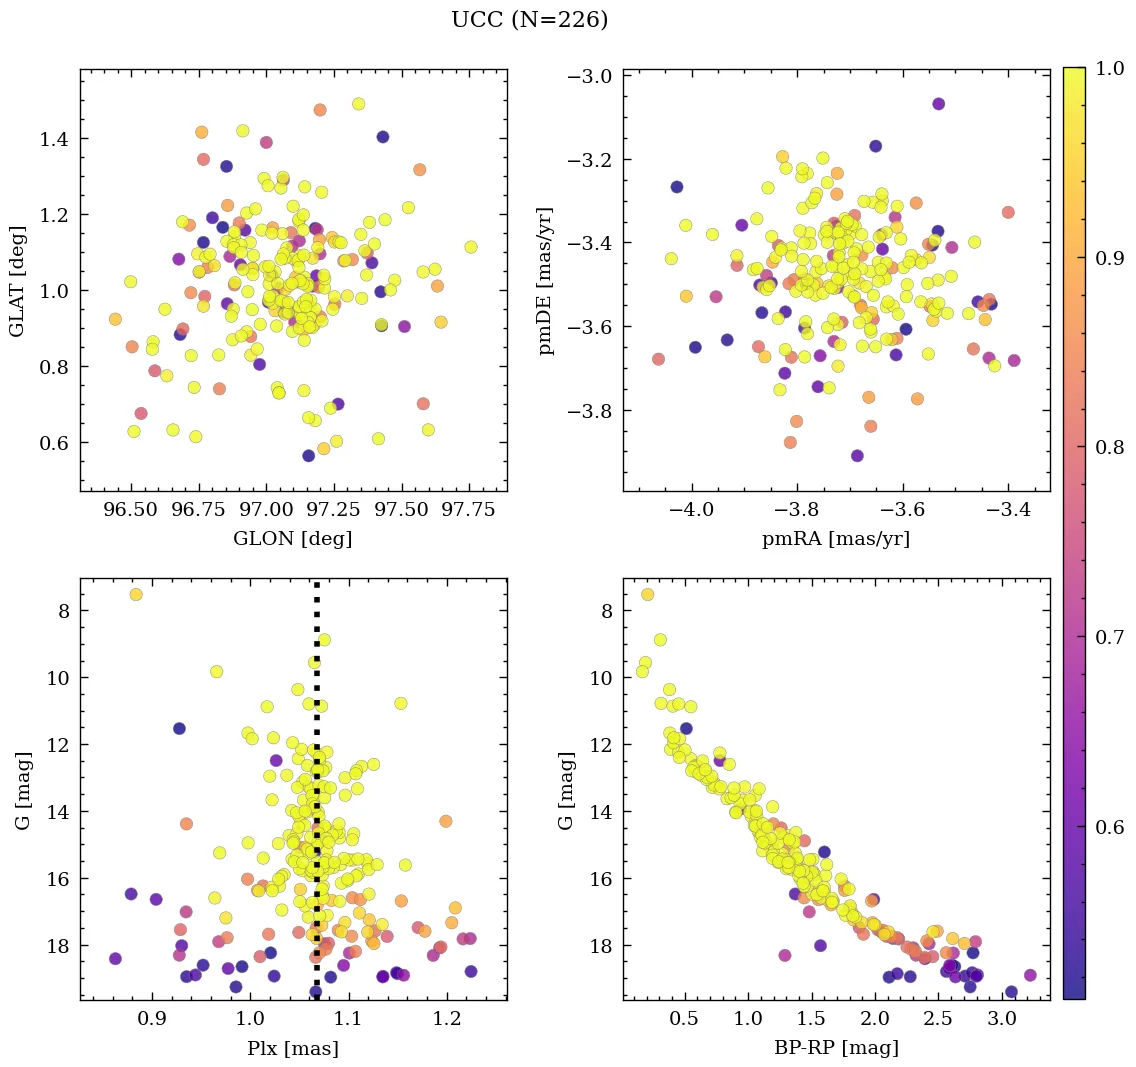 UCC (N=226)
1.4
1.2
1.0
0.8
0.6
GLAT [deg]
96.50 96.75 97.00 97.25 97.50 97.75
GLON [deg]
−3.0
−3.2
−3.4
−3.6
−3.8
pmDE [mas/yr]
−4.0 −3.8 −3.6 −3.4
pmRA [mas/yr]
1.0
0.9
0.8
0.7
0.6
8
10
12
14
16
18
G [mag]
0.9 1.0 1.1 1.2
Plx [mas]
8
10
12
14
16
18
G [mag]
0.5 1.0 1.5 2.0 2.5 3.0
BP-RP [mag]